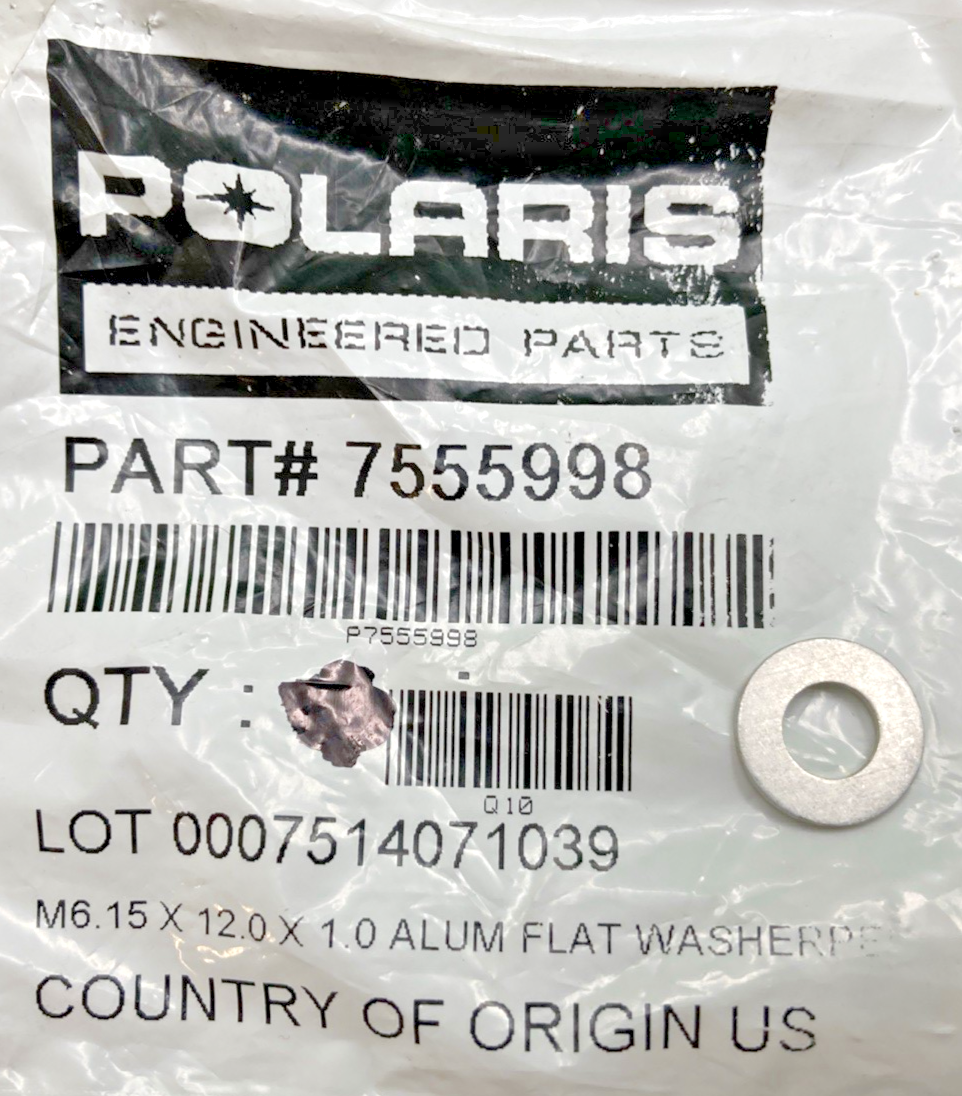 POLARIS
ENGINEERED PARTS
PART# 7555998
P7555998
QTY :
Q10
LOT 0007514071039
M6.15 X 12.0 X 1.0 ALUM FLAT WASHER
COUNTRY OF ORIGIN US